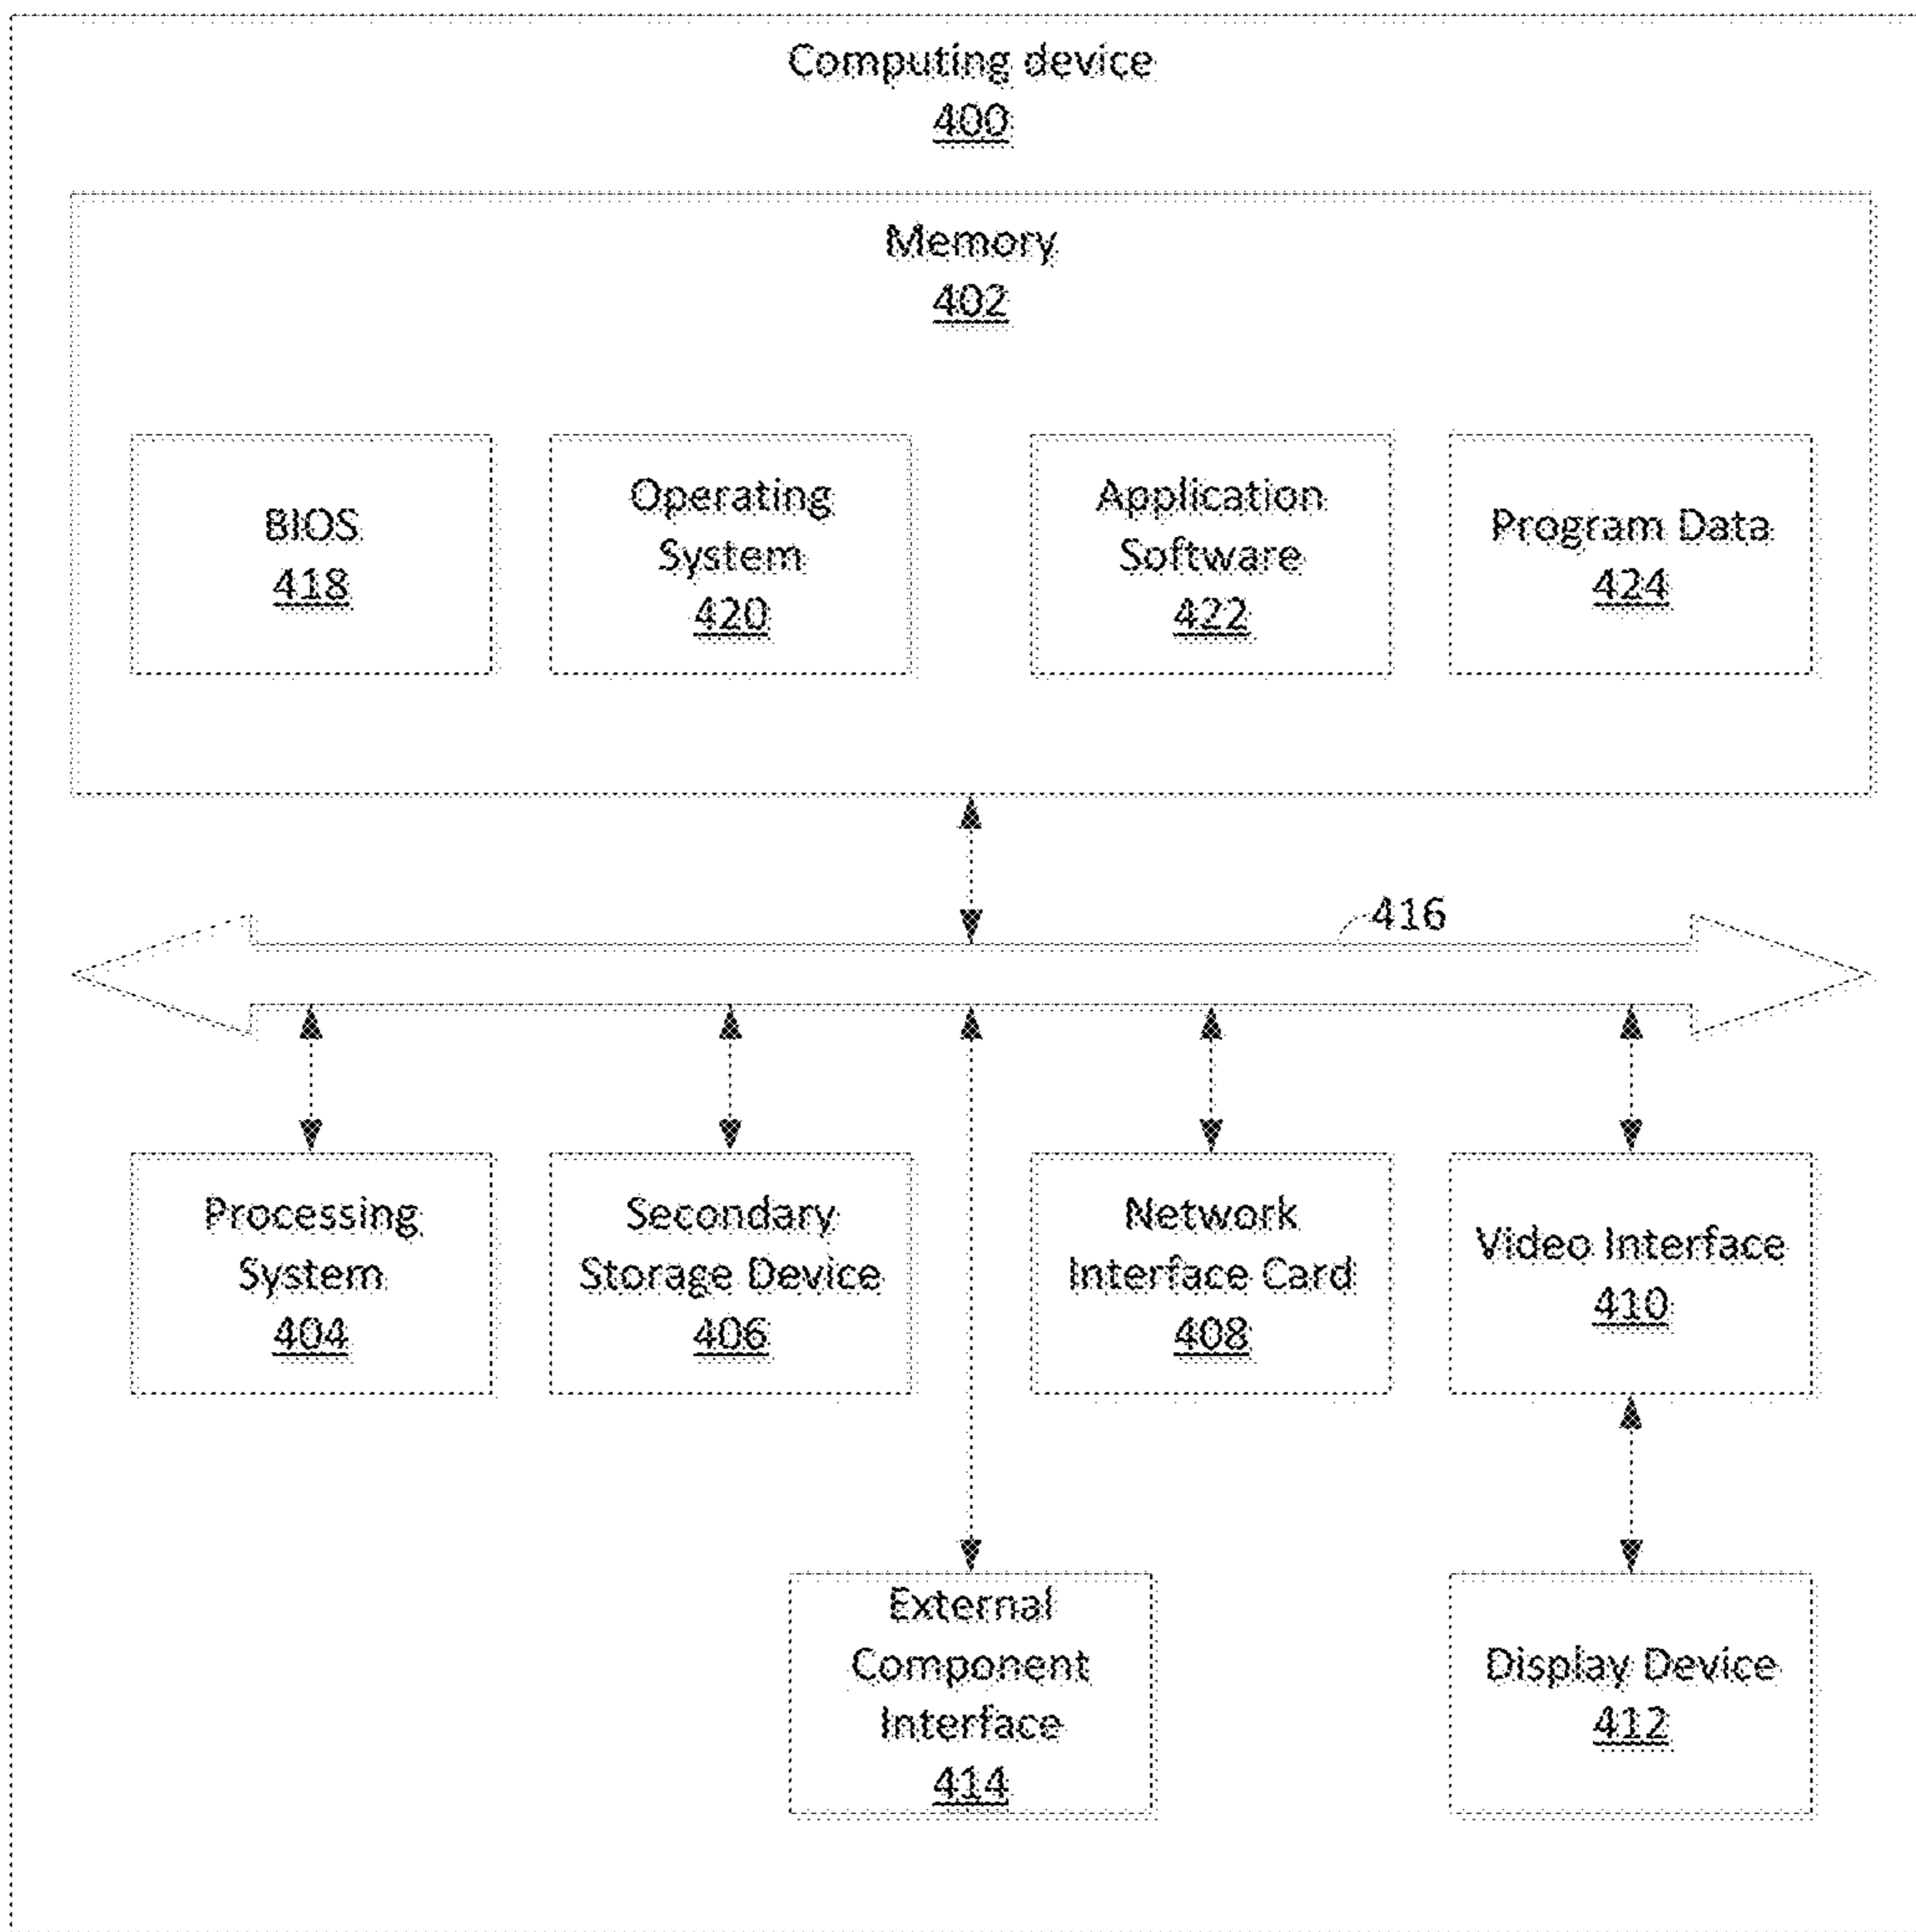 Computing device
400
Memory
402
BIOS
418
Operating
System
420
Application
Software
422
Program Data
424
416
Processing
System
404
Secondary
Storage Device
406
Network
Interface Card
408
Video Interface
410
External
Component
Interface
414
Display Device
412